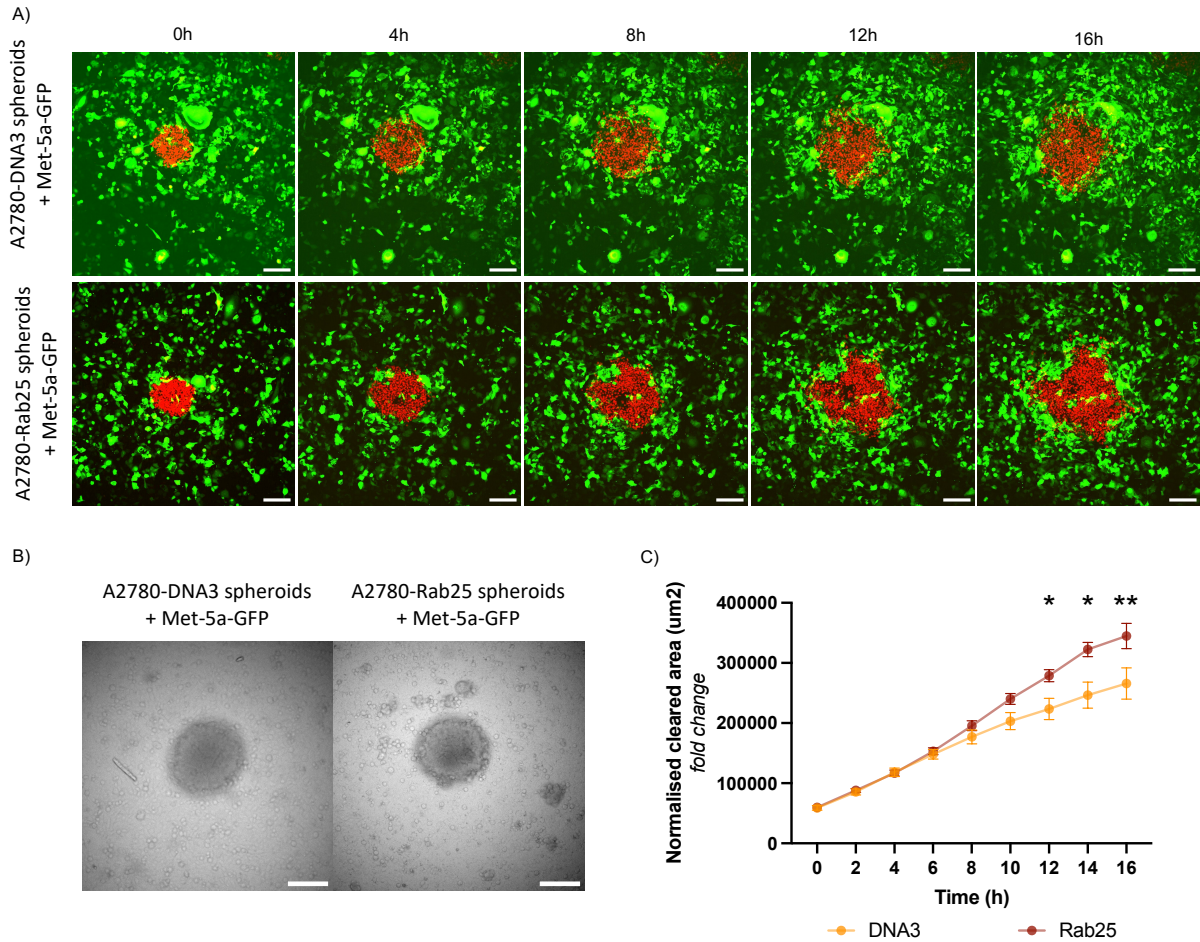 A)
0h
4h
8h
12h
16h
A2780-DNA3 spheroids
+ Met-5a-GFP
A2780-Rab25 spheroids
+ Met-5a-GFP
B)
A2780-DNA3 spheroids
+ Met-5a-GFP
A2780-Rab25 spheroids
+ Met-5a-GFP
C)
Normalised cleared area (um2)
fold change
400000
300000
200000
100000
0
* * **
0 2 4 6 8 10 12 14 16
Time (h)
DNA3 Rab25